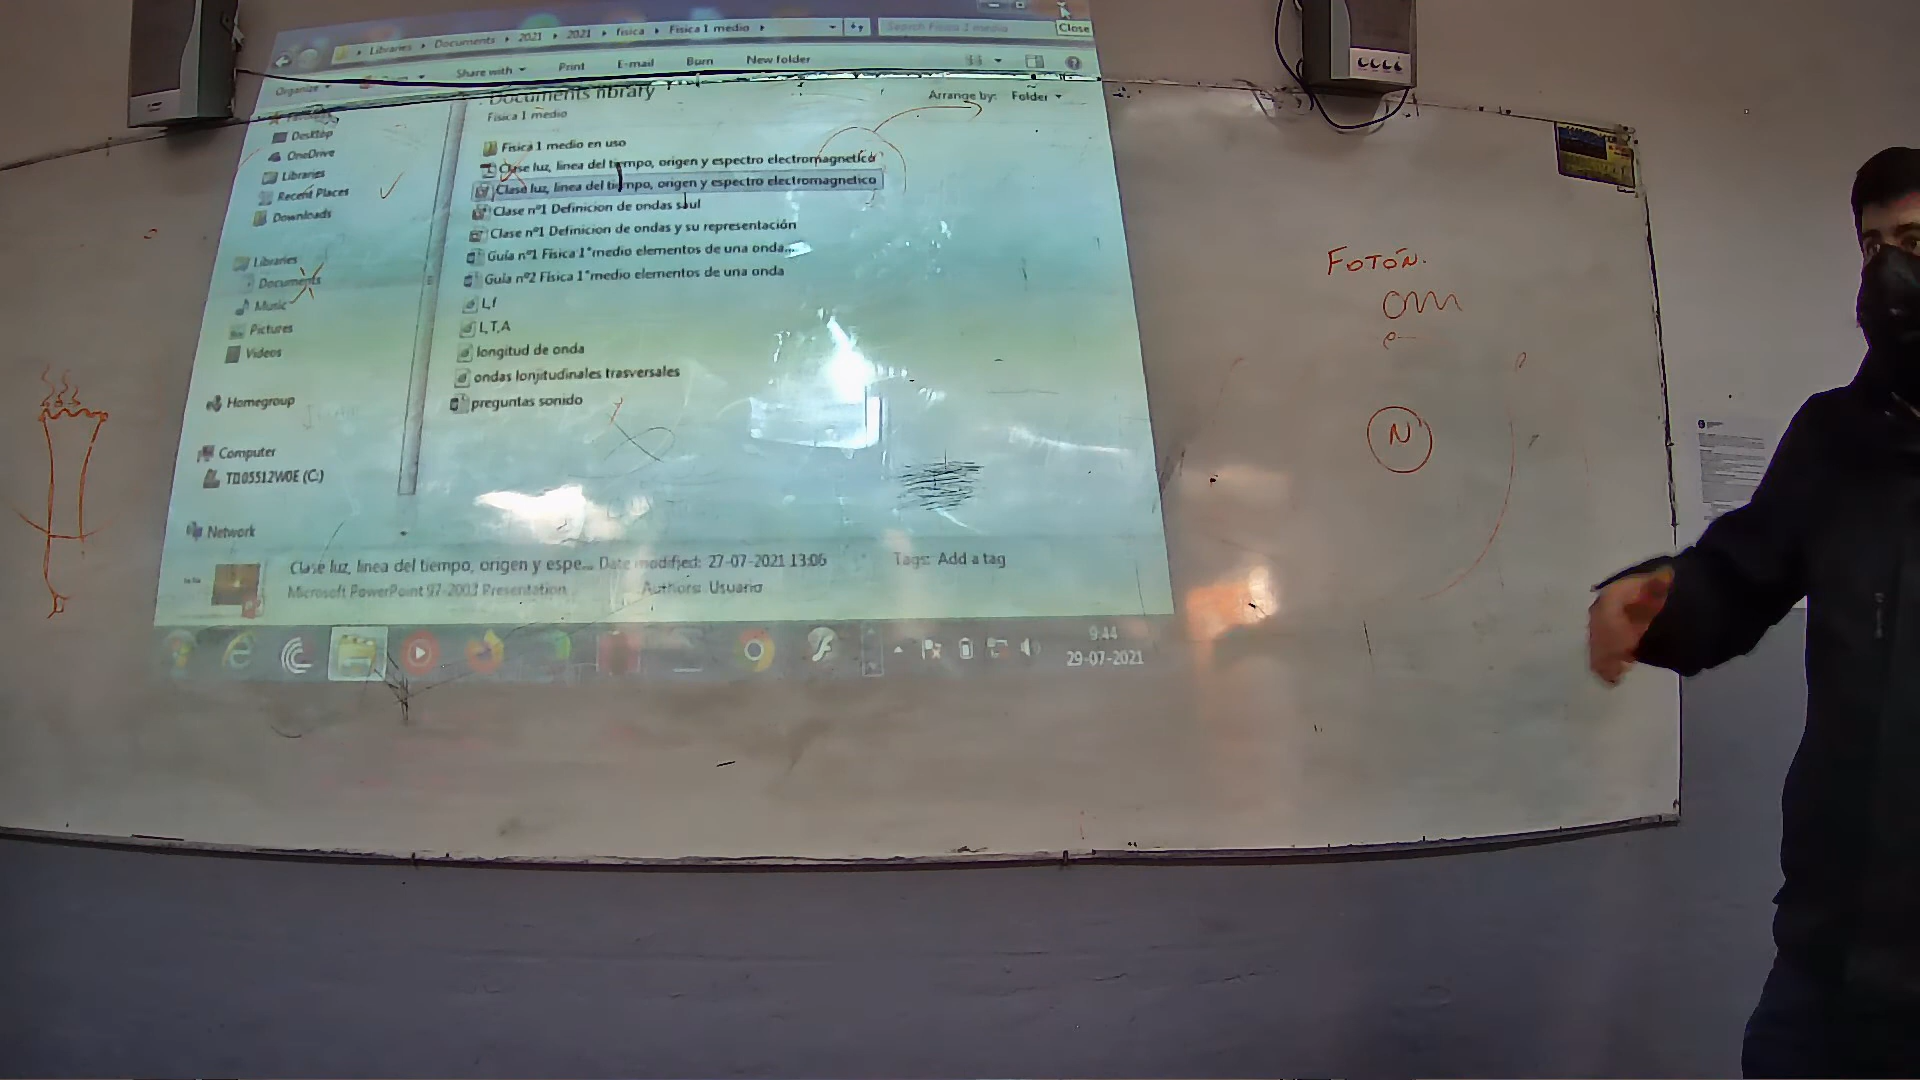 Libraries ▸ Documents ▸ 2021 ▸ 2021 ▸ fisica ▸ Fisica 1 medio ▸
Close
Organize
Share with
Print
E-mail
Burn
New folder
Documents library
Fisica 1 medio
Arrange by: Folder
Desktop
OneDrive
Libraries
Recent Places
Downloads
Libraries
Documents
Music
Pictures
Videos
Homegroup
Computer
Network
Fisica 1 medio en uso
Clase luz, linea del tiempo, origen y espectro electromagnetico
Clase luz, linea del tiempo, origen y espectro electromagnetico
Clase nº1 Definicion de ondas saul
Clase nº1 Definicion de ondas y su representación
Guia nº1 Fisica 1°medio elementos de una onda...
Guia nº2 Fisica 1°medio elementos de una onda
L,f
L,T,A
longitud de onda
ondas lonjitudinales trasversales
preguntas sonido
Clase luz, linea del tiempo, origen y espe... Date modified: 27-07-2021 13:06
Tags: Add a tag
Microsoft PowerPoint 97-2003 Presentation
Authors: Usuario
9:44
29-07-2021
FOTÓN.
e-
N